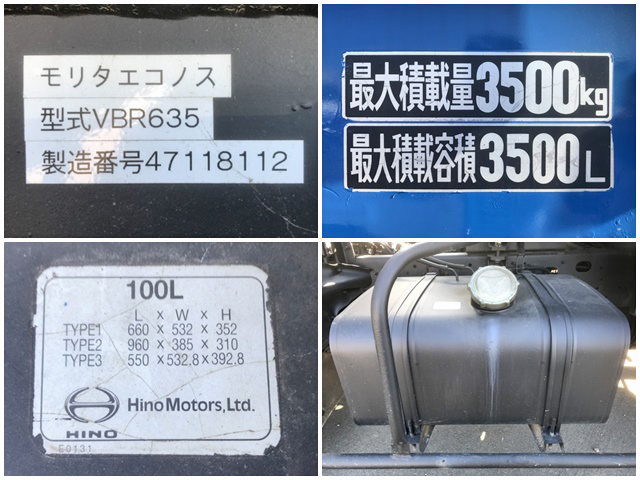 モリタエコノス
型式VBR635
製造番号47118112
最大積載量3500kg
最大積載容積3500L
100L
L × W × H
TYPE1 660 × 532 × 352
TYPE2 960 × 385 × 310
TYPE3 550 × 532.8 × 392.8
Hino Motors, Ltd.
HINO
E0131